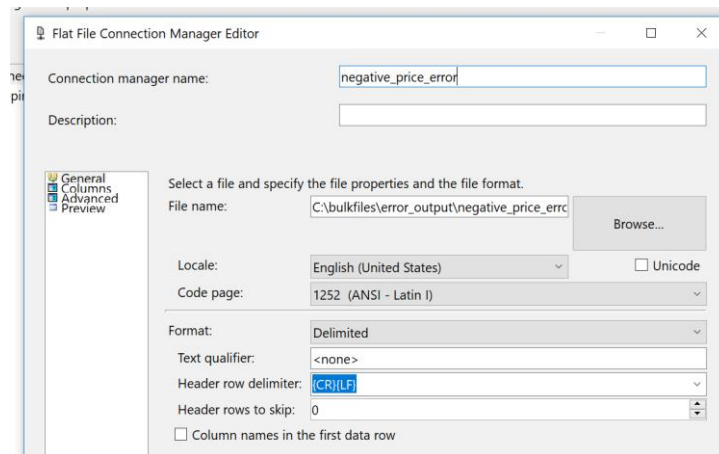 Flat File Connection Manager Editor
Connection manager name: negative_price_error
Description:
General
Columns
Advanced
Preview
Select a file and specify the file properties and the file format.
File name: C:\bulkfiles\error_output\negative_price_errc
Browse...
Locale: English (United States)
Unicode
Code page: 1252 (ANSI - Latin I)
Format: Delimited
Text qualifier: <none>
Header row delimiter: {CR}{LF}
Header rows to skip: 0
Column names in the first data row